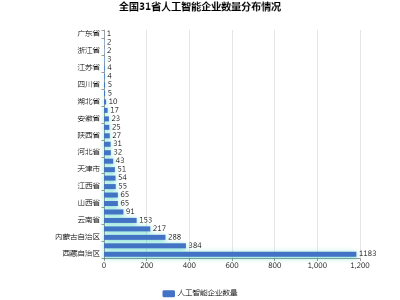 全国31省人工智能企业数量分布情况
广东省 1
2
浙江省 2
3
江苏省 4
4
四川省 5
5
湖北省 10
17
安徽省 23
25
陕西省 27
31
河北省 32
43
天津市 51
54
江西省 55
65
山西省 65
91
云南省 153
217
内蒙古自治区 288
384
西藏自治区 1183
0 200 400 600 800 1,000 1,200
人工智能企业数量